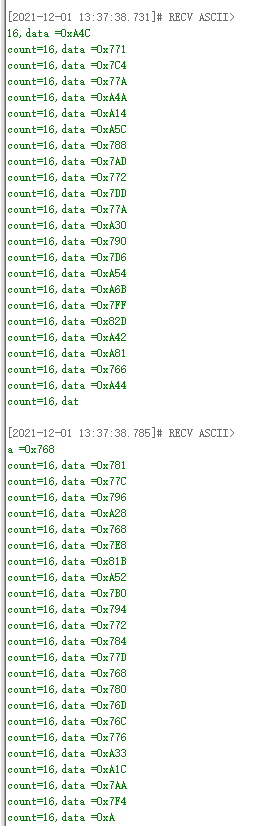 [2021-12-01 13:37:38.731]# RECV ASCII>
16,data =0xA4C
count=16,data =0x771
count=16,data =0x7C4
count=16,data =0x77A
count=16,data =0xA4A
count=16,data =0xA14
count=16,data =0xA5C
count=16,data =0x788
count=16,data =0x7AD
count=16,data =0x772
count=16,data =0x7DD
count=16,data =0x77A
count=16,data =0xA30
count=16,data =0x790
count=16,data =0x7D6
count=16,data =0xA54
count=16,data =0xA6B
count=16,data =0x7FF
count=16,data =0x82D
count=16,data =0xA42
count=16,data =0xA81
count=16,data =0x766
count=16,data =0xA44
count=16,dat
[2021-12-01 13:37:38.785]# RECV ASCII>
a =0x768
count=16,data =0x781
count=16,data =0x77C
count=16,data =0x796
count=16,data =0xA28
count=16,data =0x768
count=16,data =0x7E8
count=16,data =0x81B
count=16,data =0xA52
count=16,data =0x7B0
count=16,data =0x794
count=16,data =0x772
count=16,data =0x784
count=16,data =0x77D
count=16,data =0x768
count=16,data =0x780
count=16,data =0x76D
count=16,data =0x76C
count=16,data =0x776
count=16,data =0xA33
count=16,data =0xA1C
count=16,data =0x7AA
count=16,data =0x7F4
count=16,data =0xA